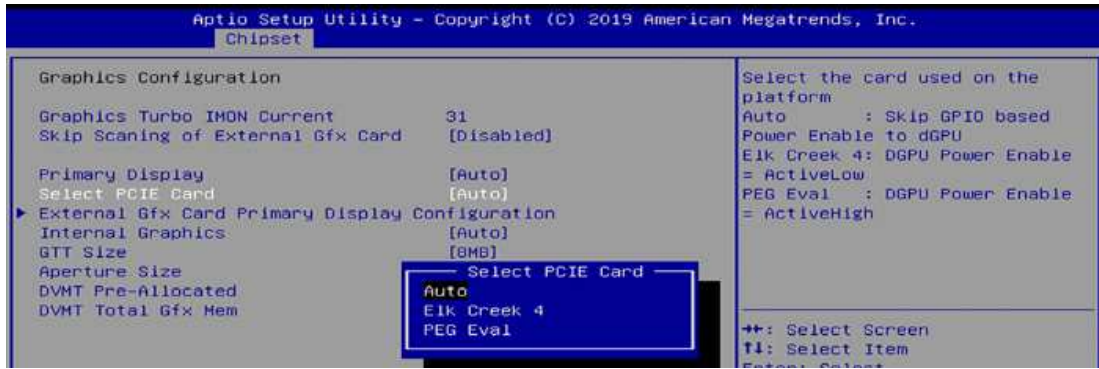 Aptio Setup Utility – Copyright (C) 2019 American Megatrends, Inc.
Chipset
Graphics Configuration
Graphics Turbo IMON Current 31
Skip Scaning of External Gfx Card [Disabled]
Primary Display [Auto]
Select PCIE Card [Auto]
External Gfx Card Primary Display Configuration
Internal Graphics [Auto]
GTT Size [8MB]
Aperture Size
DVMT Pre-Allocated
DVMT Total Gfx Mem
Select PCIE Card
Auto
Elk Creek 4
PEG Eval
Select the card used on the
platform
Auto : Skip GPIO based
Power Enable to dGPU
Elk Creek 4: DGPU Power Enable
= ActiveLow
PEG Eval : DGPU Power Enable
= ActiveHigh
→←: Select Screen
↑↓: Select Item
Enter: Select